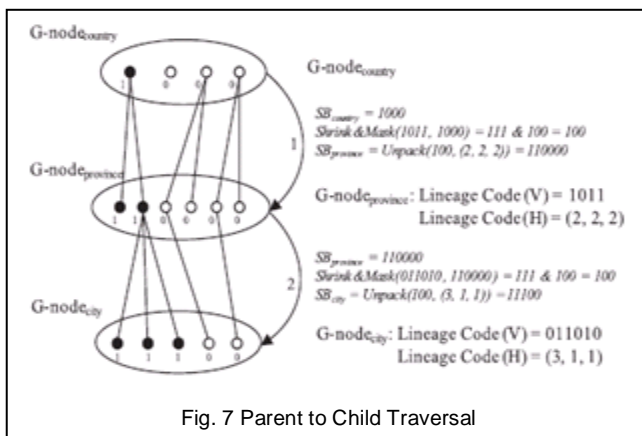 G-node_country
G-node_country
1 0 0 0
SB_country = 1000
Shrink&Mask(1011, 1000) = 111 & 100 = 100
SB_province = Unpack(100, (2, 2, 2)) = 110000
1
G-node_province
G-node_province: Lineage Code (V) = 1011
Lineage Code (H) = (2, 2, 2)
1 1 0 0 0 0
SB_province = 110000
Shrink&Mask(011010, 110000) = 111 & 100 = 100
SB_city = Unpack(100, (3, 1, 1)) = 11100
2
G-node_city
G-node_city: Lineage Code (V) = 011010
Lineage Code (H) = (3, 1, 1)
1 1 1 0 0
Fig. 7 Parent to Child Traversal